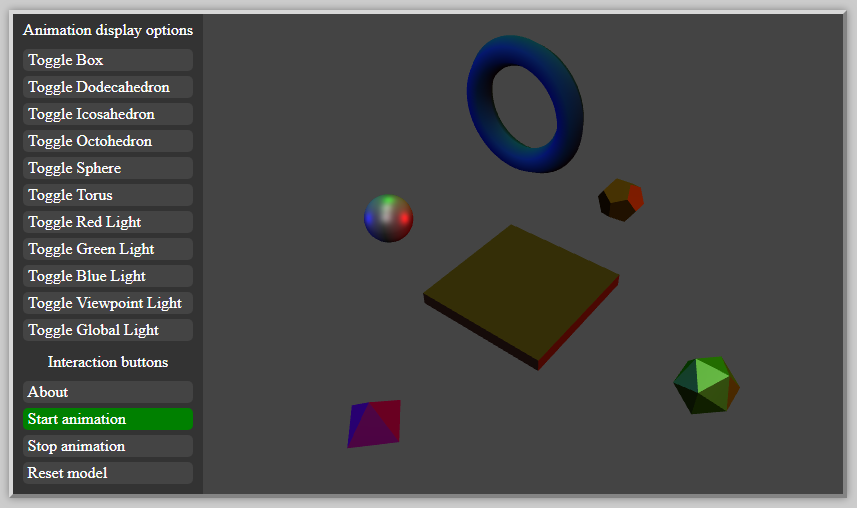 Animation display options
Toggle Box
Toggle Dodecahedron
Toggle Icosahedron
Toggle Octohedron
Toggle Sphere
Toggle Torus
Toggle Red Light
Toggle Green Light
Toggle Blue Light
Toggle Viewpoint Light
Toggle Global Light
Interaction buttons
About
Start animation
Stop animation
Reset model